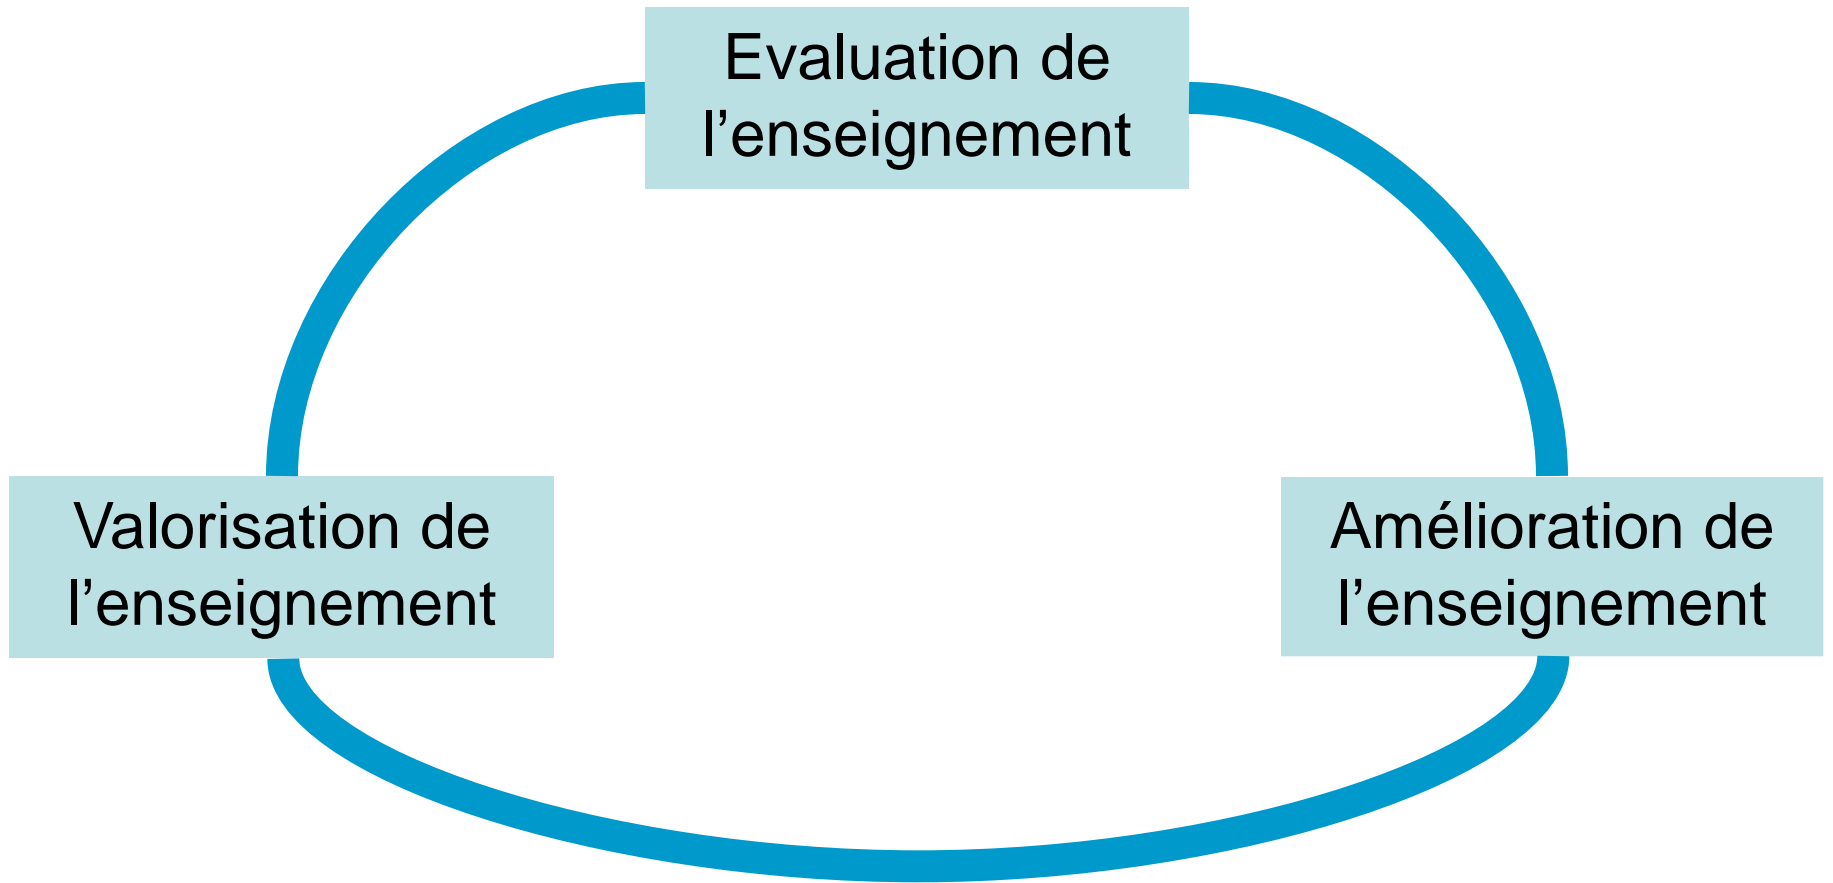 Evaluation de
l’enseignement
Valorisation de
l’enseignement
Amélioration de
l’enseignement